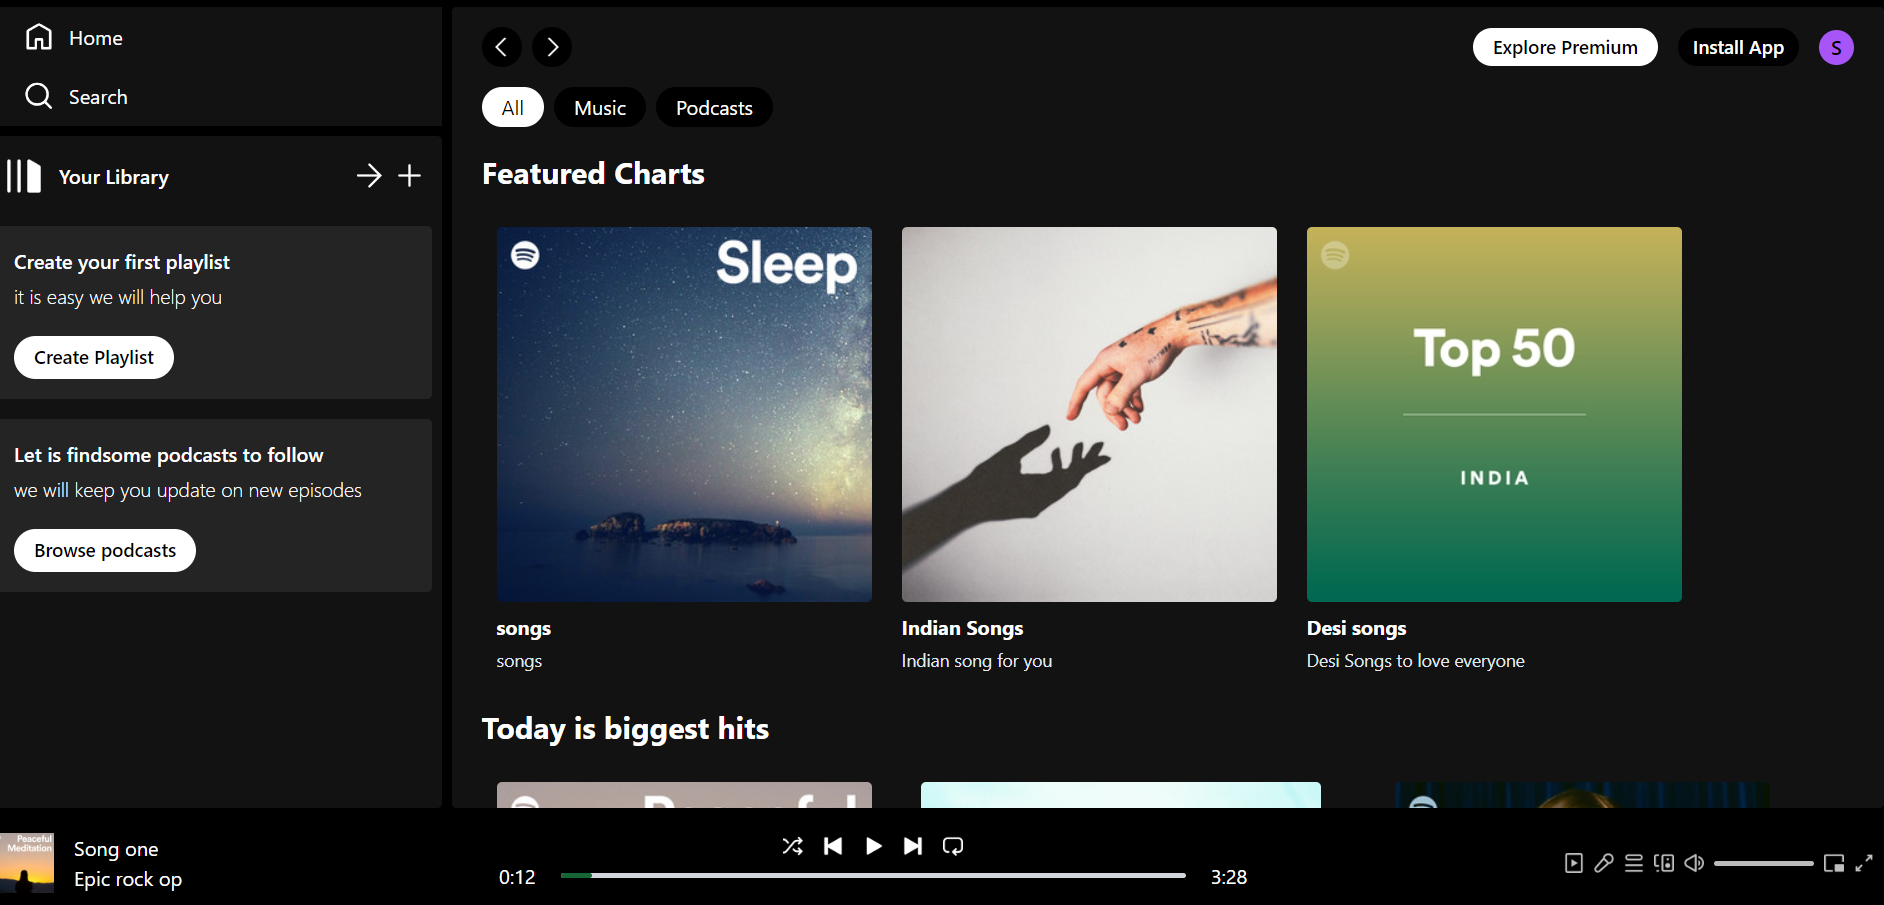 Home
Search
Your Library
Create your first playlist
it is easy we will help you
Create Playlist
Let is findsome podcasts to follow
we will keep you update on new episodes
Browse podcasts
Explore Premium
Install App
S
All
Music
Podcasts
Featured Charts
Sleep
Top 50
INDIA
songs
songs
Indian Songs
Indian song for you
Desi songs
Desi Songs to love everyone
Today is biggest hits
Peaceful
Peaceful
Meditation
Song one
Epic rock op
0:12
3:28